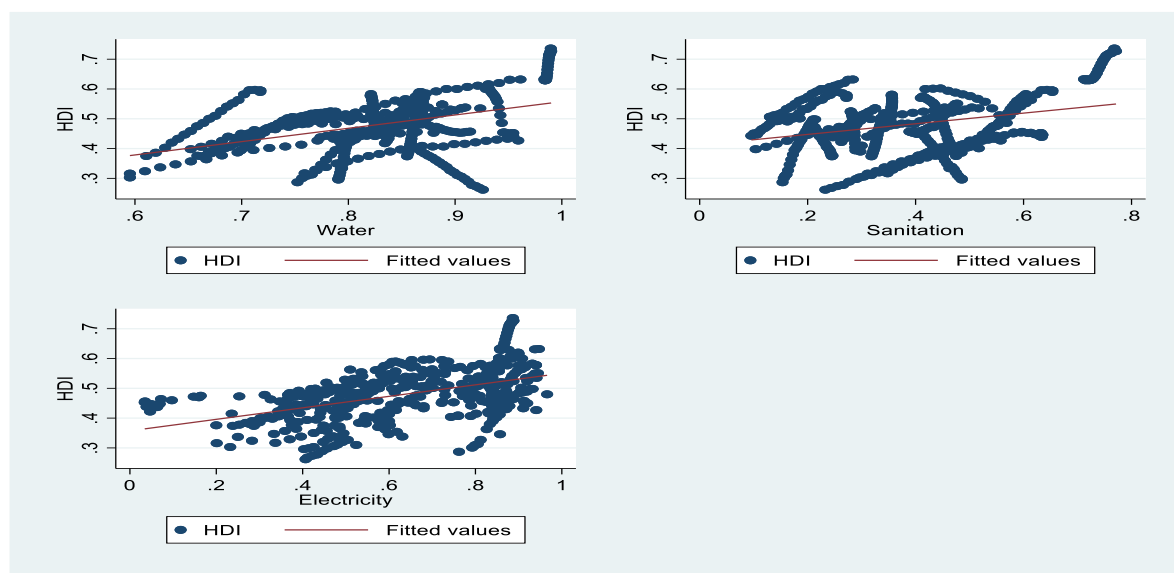 HDI
.7
.6
.5
.4
.3
.6 .7 .8 .9 1
Water
HDI Fitted values
HDI
.7
.6
.5
.4
.3
0 .2 .4 .6 .8
Sanitation
HDI Fitted values
HDI
.7
.6
.5
.4
.3
0 .2 .4 .6 .8 1
Electricity
HDI Fitted values